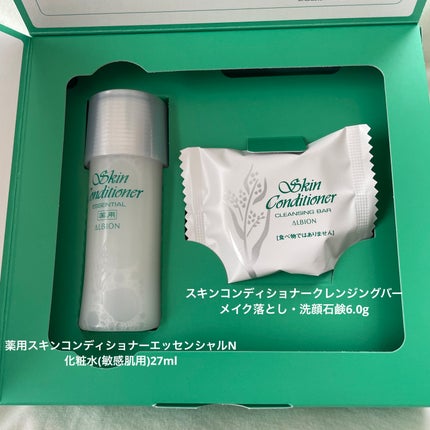 Skin
Conditioner
ESSENTIAL
薬用
ALBION
Skin
Conditioner
CLEANSING BAR
ALBION
[食べ物ではありません]
スキンコンディショナークレンジングバー
メイク落とし・洗顔石鹸6.0g
薬用スキンコンディショナーエッセンシャルN
化粧水(敏感肌用)27ml